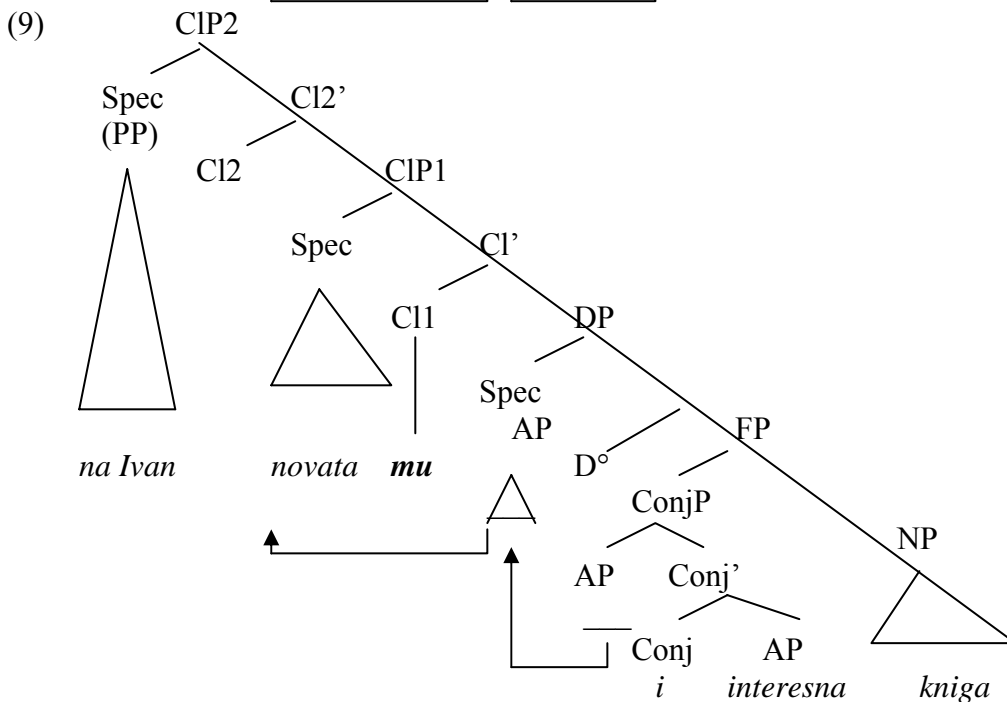 (9)
ClP2
Spec
(PP)
Cl2’
Cl2
ClP1
Spec
Cl’
Cl1
DP
Spec
AP
D°
FP
na Ivan novata mu
ConjP
NP
AP Conj’
Conj AP
i interesna kniga